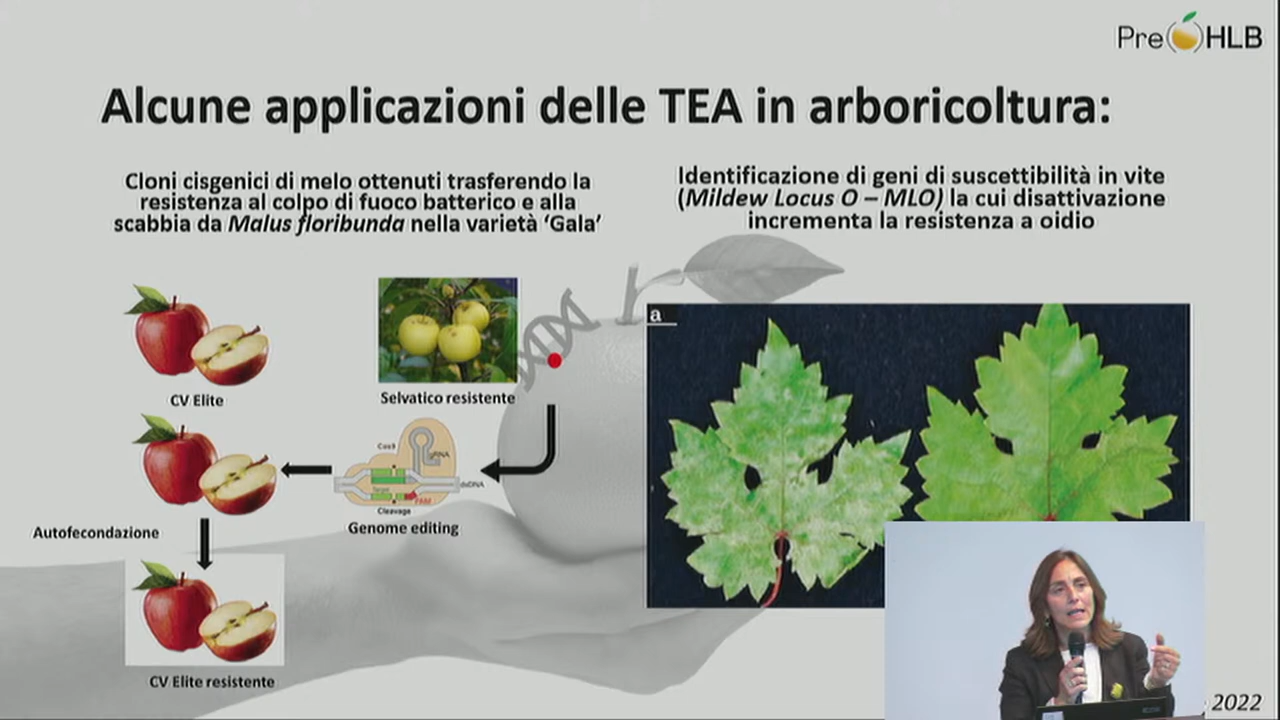 Pre HLB
Alcune applicazioni delle TEA in arboricoltura:
Cloni cisgenici di melo ottenuti trasferendo la
resistenza al colpo di fuoco batterico e alla
scabbia da Malus floribunda nella varietà ‘Gala’
Identificazione di geni di suscettibilità in vite
(Mildew Locus O – MLO) la cui disattivazione
incrementa la resistenza a oidio
a
CV Elite
Selvatico resistente
Cas9
gRNA
dsDNA
Target
PAM
Cleavage
Genome editing
Autofecondazione
CV Elite resistente
2022